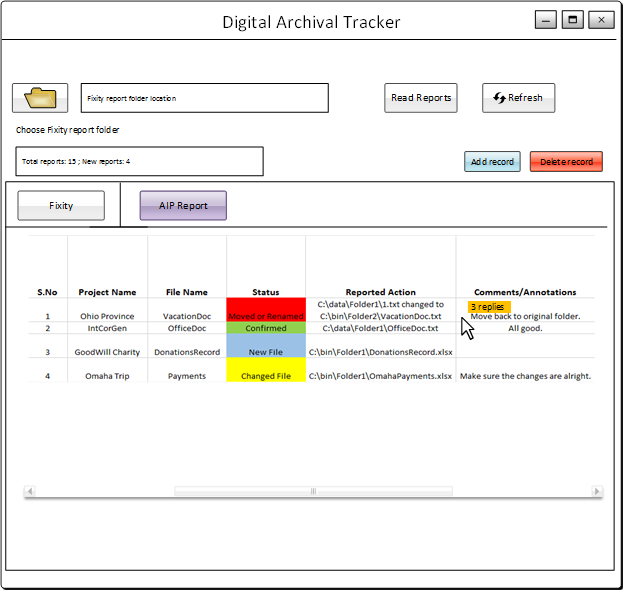 Digital Archival Tracker
Fixity report folder location
Read Reports
Refresh
Choose Fixity report folder
Total reports: 15 ; New reports: 4
Add record
Delete record
Fixity
AIP Report
S.No Project Name File Name Status Reported Action Comments/Annotations
C:\data\Folder1\1.txt changed to
3 replies
1 Ohio Province VacationDoc Moved or Renamed C:\bin\Folder2\VacationDoc.txt Move back to original folder.
2 IntCorGen OfficeDoc Confirmed C:\data\Folder1\OfficeDoc.txt All good.
3 GoodWill Charity DonationsRecord New File C:\bin\Folder1\DonationsRecord.xlsx
4 Omaha Trip Payments Changed File C:\bin\Folder1\OmahaPayments.xlsx Make sure the changes are alright.